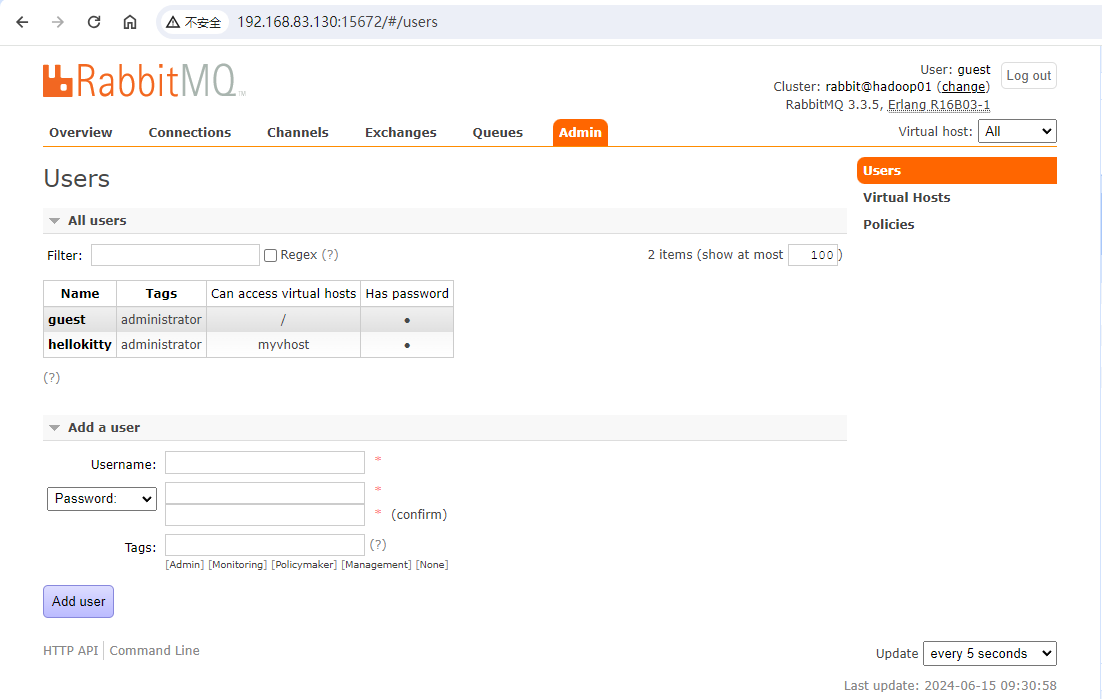 不安全 192.168.83.130:15672/#/users
RabbitMQ TM
User: guest
Log out
Cluster: rabbit@hadoop01 (change)
RabbitMQ 3.3.5, Erlang R16B03-1
Overview Connections Channels Exchanges Queues Admin
Virtual host: All
Users
Users
Virtual Hosts
Policies
All users
Filter: Regex (?) 2 items (show at most 100 )
Name Tags Can access virtual hosts Has password
guest administrator / •
hellokitty administrator myvhost •
(?)
Add a user
Username: *
Password: *
* (confirm)
Tags: (?)
[Admin] [Monitoring] [Policymaker] [Management] [None]
Add user
HTTP API Command Line
Update every 5 seconds
Last update: 2024-06-15 09:30:58